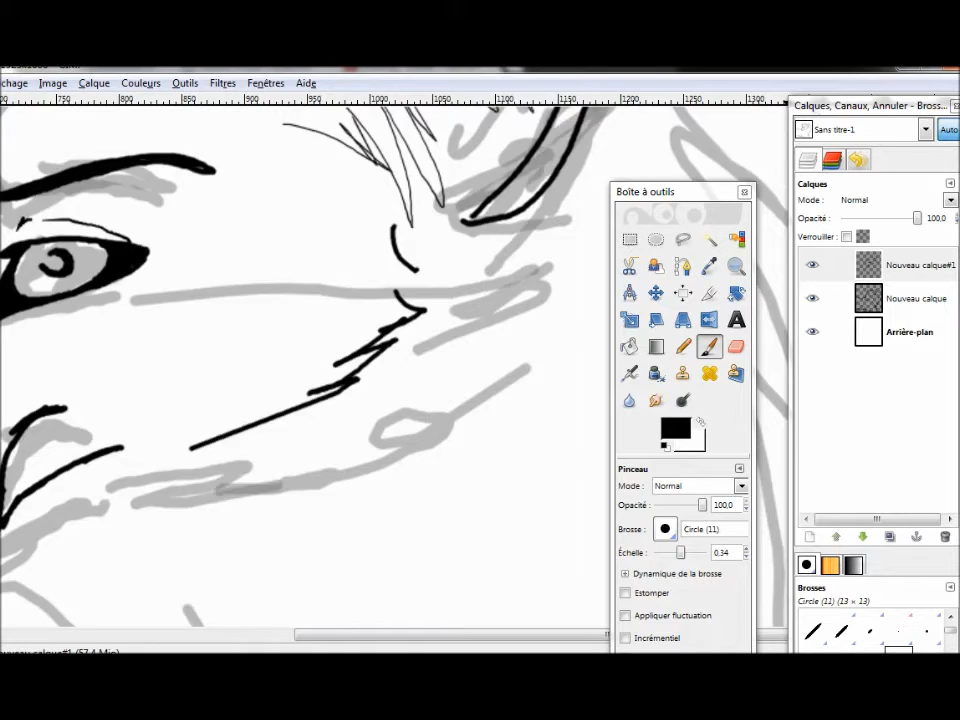 chage Image Calque Couleurs Outils Filtres Fenêtres Aide
750 800 850 900 950 1000 1050 1100 1150 1200 1250 1300
Calques, Canaux, Annuler - Bross...
Sans titre-1
Auto
Boîte à outils
Calques
Mode : Normal
Opacité : 100,0
Verrouiller :
Nouveau calque#1
Nouveau calque
Arrière-plan
Pinceau
Mode : Normal
Opacité : 100,0
Brosse : Circle (11)
Échelle : 0,34
Dynamique de la brosse
Estomper
Appliquer fluctuation
Incrémentiel
Brosses
Circle (11) (13 × 13)